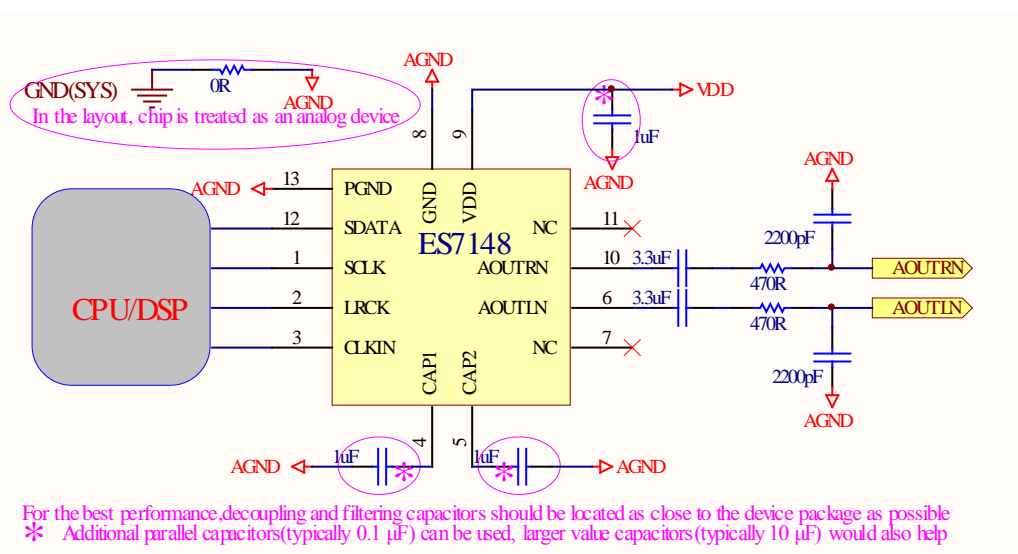 AGND
GND(SYS)
0R
AGND
In the layout, chip is treated as an analog device
8
9
VDD
*
1uF
AGND
AGND
13
PGND
GND
VDD
12
SDATA
NC
11
ES7148
1
SCLK
AOUTRN
10
3.3uF
470R
2200pF
AGND
AOUTRN
CPU/DSP
2
LRCK
AOUTLN
6
3.3uF
470R
AOUTLN
3
CLKIN
NC
7
2200pF
AGND
CAP1
CAP2
4
5
AGND
1uF
*
1uF
*
AGND
For the best performance,decoupling and filtering capacitors should be located as close to the device package as possible
* Additional parallel capacitors(typically 0.1 μF) can be used, larger value capacitors(typically 10 μF) would also help